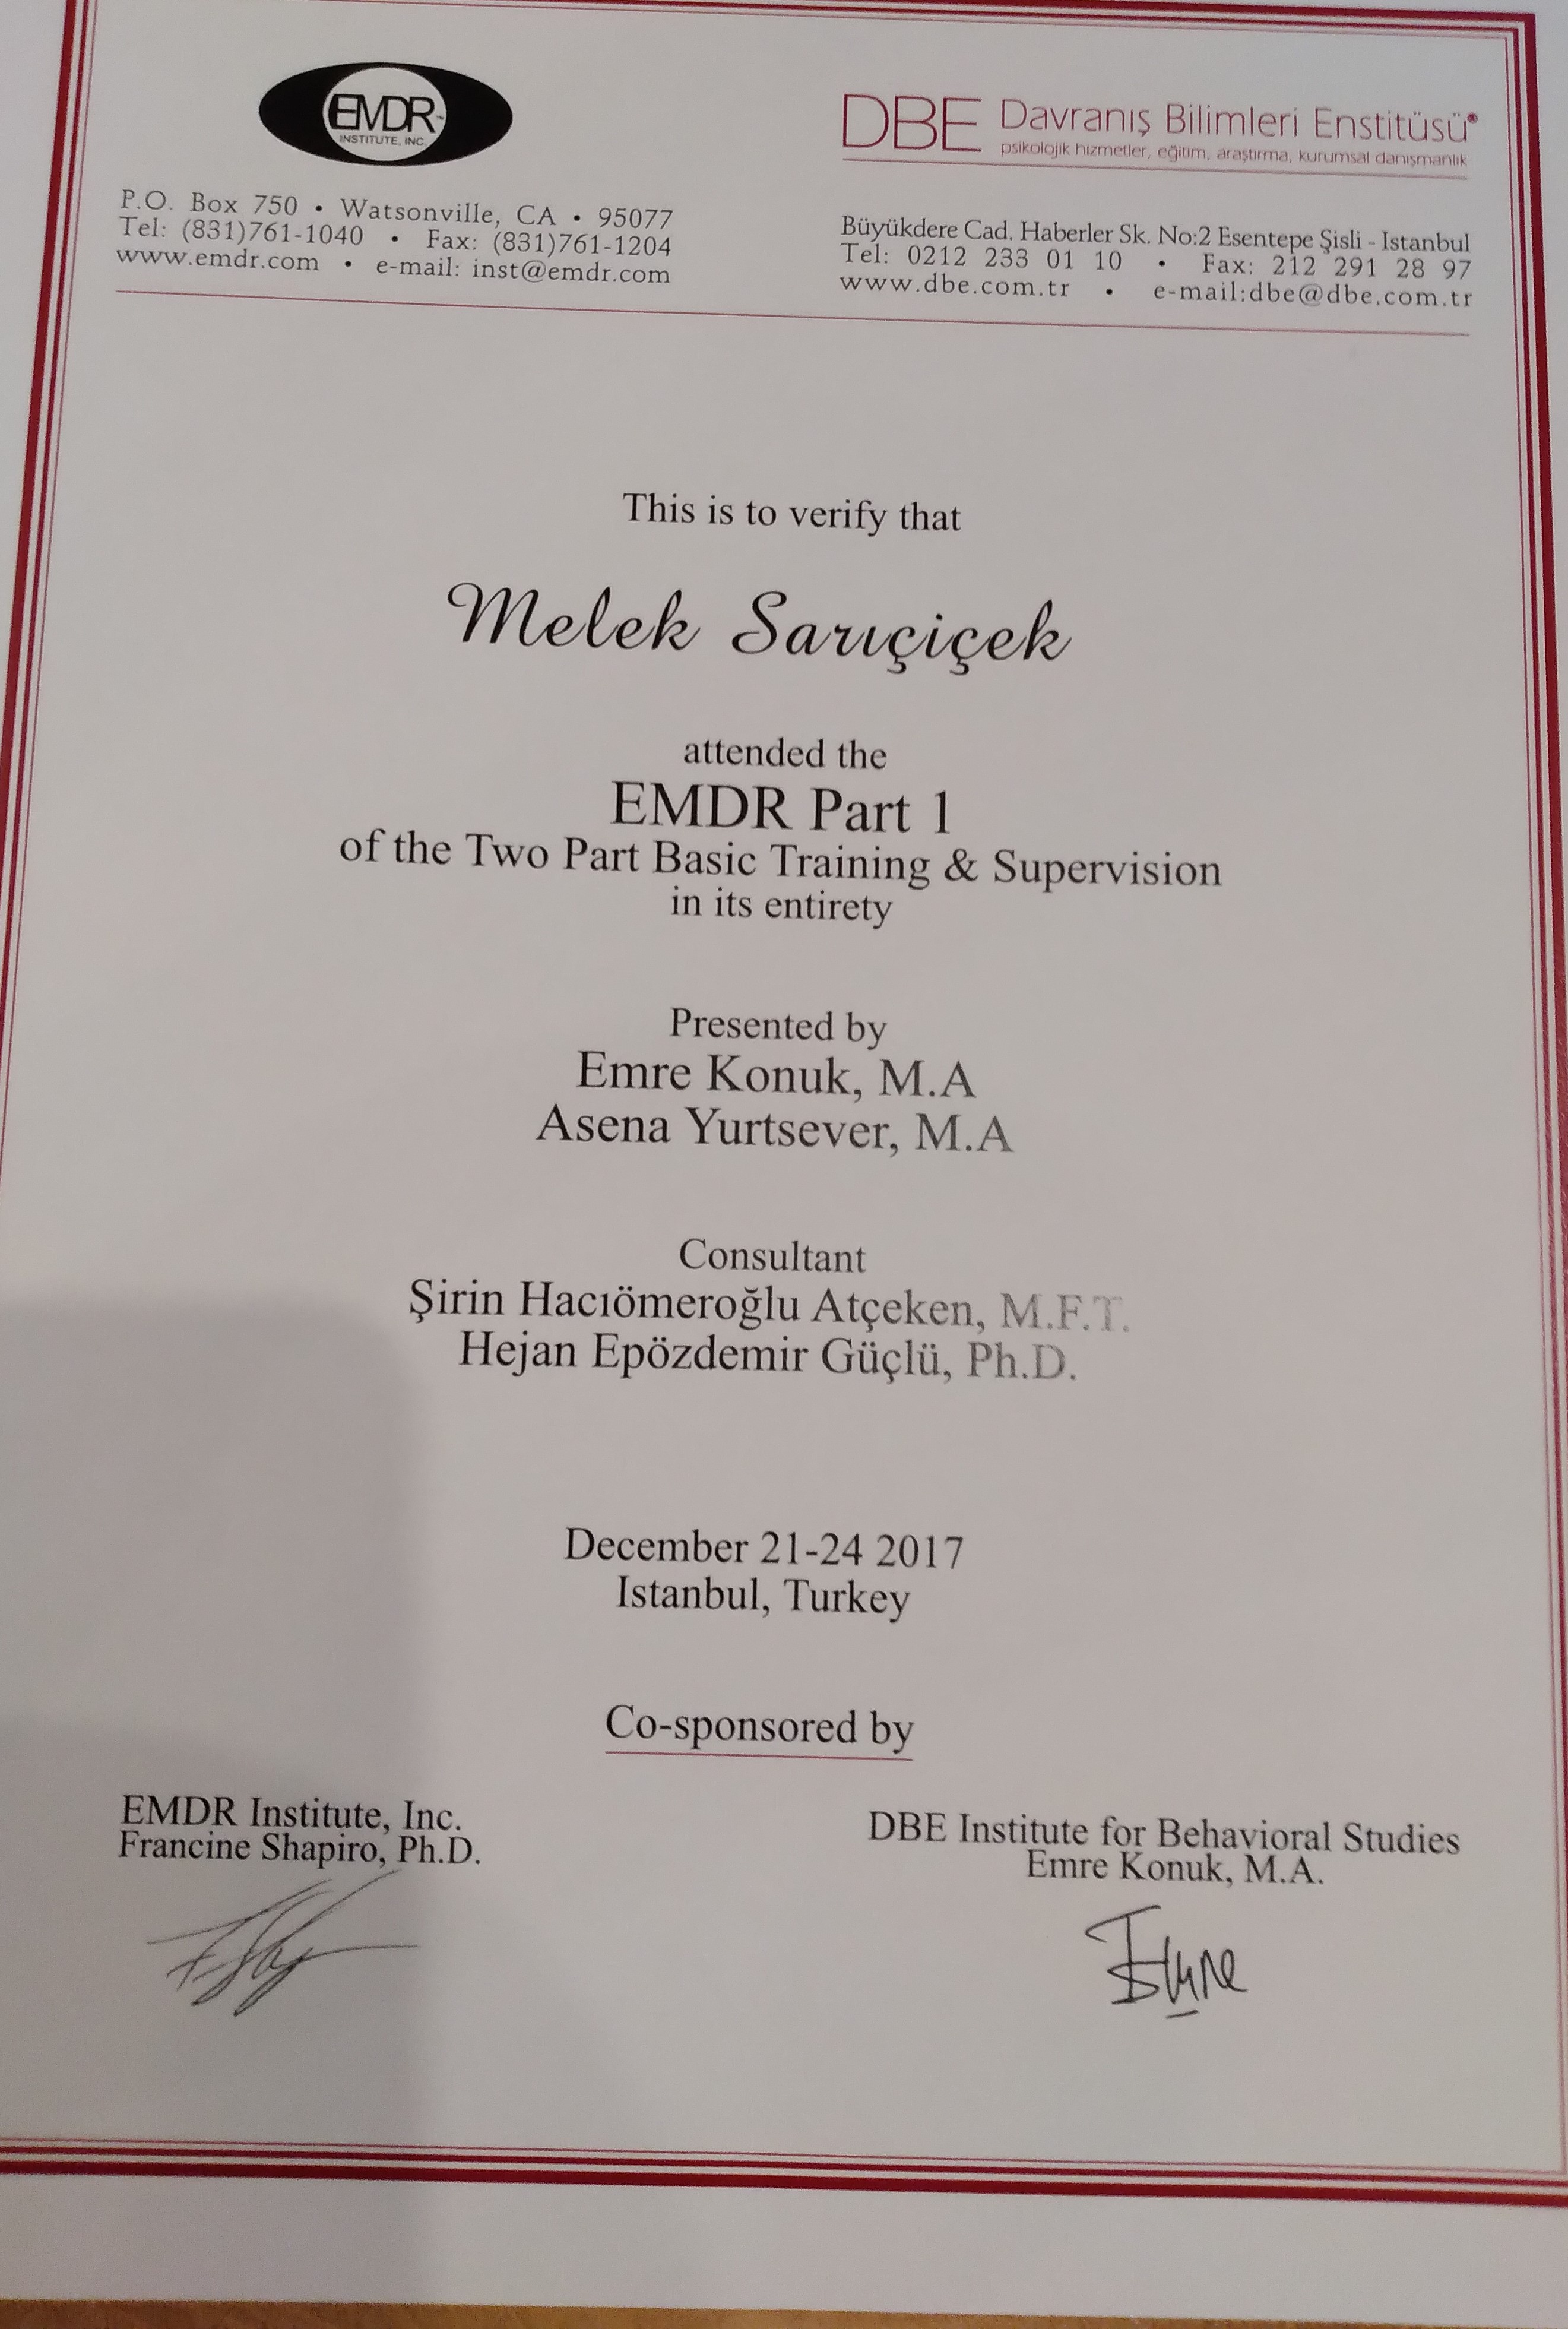 EMDR™
INSTITUTE, INC.
P.O. Box 750 • Watsonville, CA • 95077
Tel: (831)761-1040 • Fax: (831)761-1204
www.emdr.com • e-mail: inst@emdr.com
DBE Davranış Bilimleri Enstitüsü®
psikolojik hizmetler, eğitim, araştırma, kurumsal danışmanlık
Büyükdere Cad. Haberler Sk. No:2 Esentepe Şişli - Istanbul
Tel: 0212 233 01 10 • Fax: 212 291 28 97
www.dbe.com.tr • e-mail:dbe@dbe.com.tr
This is to verify that
Melek Sarıçiçek
attended the
EMDR Part 1
of the Two Part Basic Training & Supervision
in its entirety
Presented by
Emre Konuk, M.A
Asena Yurtsever, M.A
Consultant
Şirin Hacıömeroğlu Atçeken, M.F.T.
Hejan Epözdemir Güçlü, Ph.D.
December 21-24 2017
Istanbul, Turkey
Co-sponsored by
EMDR Institute, Inc.
Francine Shapiro, Ph.D.
DBE Institute for Behavioral Studies
Emre Konuk, M.A.
Emre